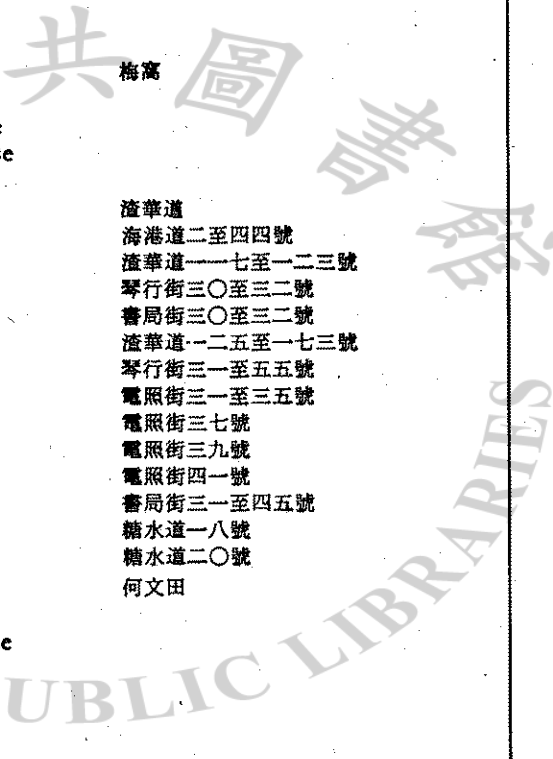 梅窩
e
e
渣華道
海港道二至四四號
渣華道一一七至一二三號
琴行街三〇至三二號
書局街三〇至三二號
渣華道一二五至一七三號
琴行街三一至五五號
電照街三一至三五號
電照街三七號
電照街三九號
電照街四一號
書局街三一至四五號
糖水道一八號
糖水道二〇號
何文田
e
共圖書館
UBLIC LIBRARIES